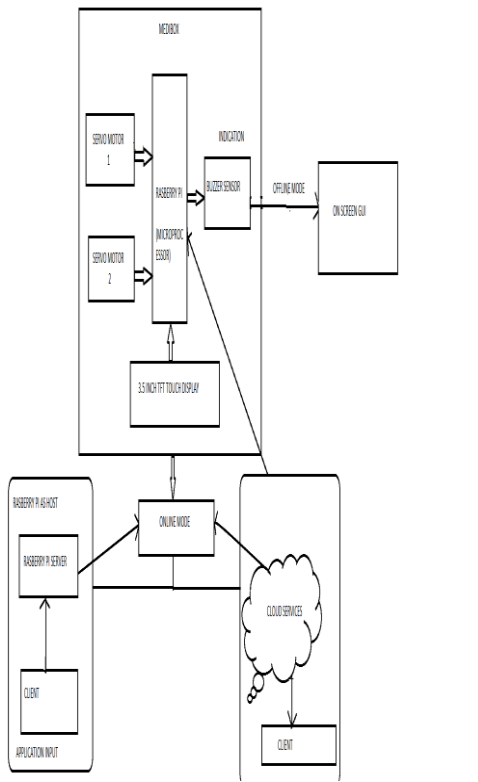 MEDIBOX
SERVO MOTOR
1
INDICATION
BUZZER SENSOR
RASBERRY PI
(MICROPROC
ESSOR)
OFFLINE MODE
ON SCREEN GUI
SERVO MOTOR
2
3.5 INCH TFT TOUCH DISPLAY
RASBERRY PI AS HOST
ONLINE MODE
RASBERRY PI SERVER
CLOUD SERVICES
CLIENT
APPLICATION INPUT
CLIENT